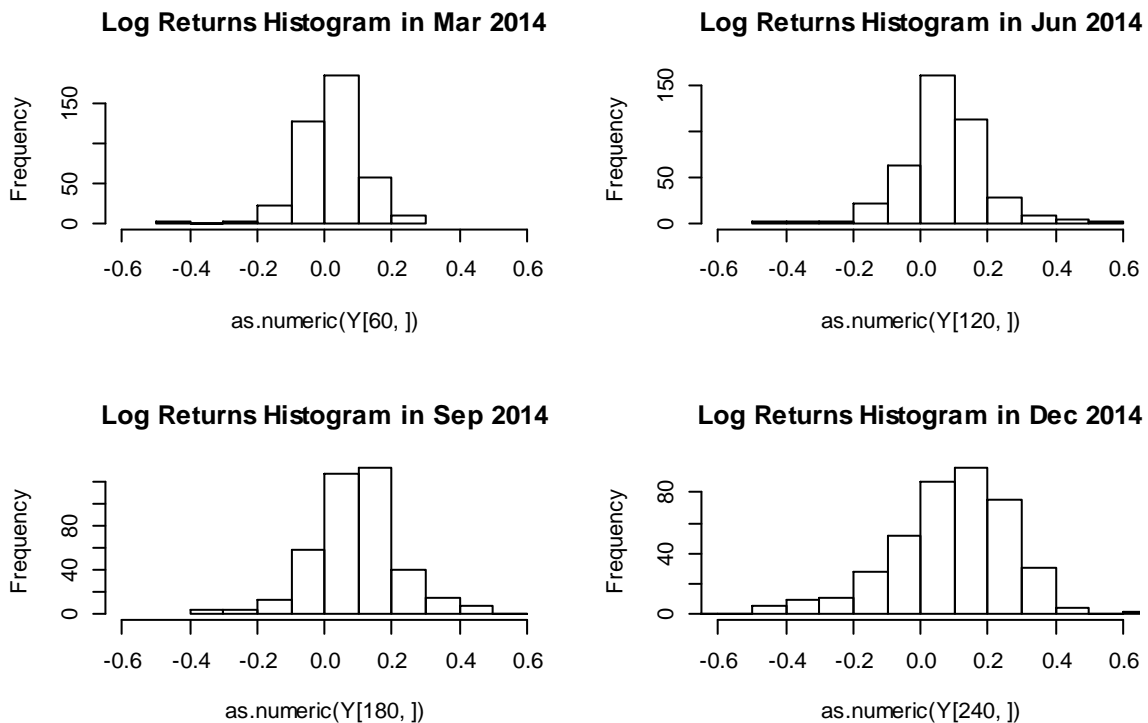 Log Returns Histogram in Mar 2014
Frequency
150
50
0
-0.6 -0.4 -0.2 0.0 0.2 0.4 0.6
as.numeric(Y[60, ])
Log Returns Histogram in Jun 2014
Frequency
150
50
0
-0.6 -0.4 -0.2 0.0 0.2 0.4 0.6
as.numeric(Y[120, ])
Log Returns Histogram in Sep 2014
Frequency
80
40
0
-0.6 -0.4 -0.2 0.0 0.2 0.4 0.6
as.numeric(Y[180, ])
Log Returns Histogram in Dec 2014
Frequency
80
40
0
-0.6 -0.4 -0.2 0.0 0.2 0.4 0.6
as.numeric(Y[240, ])